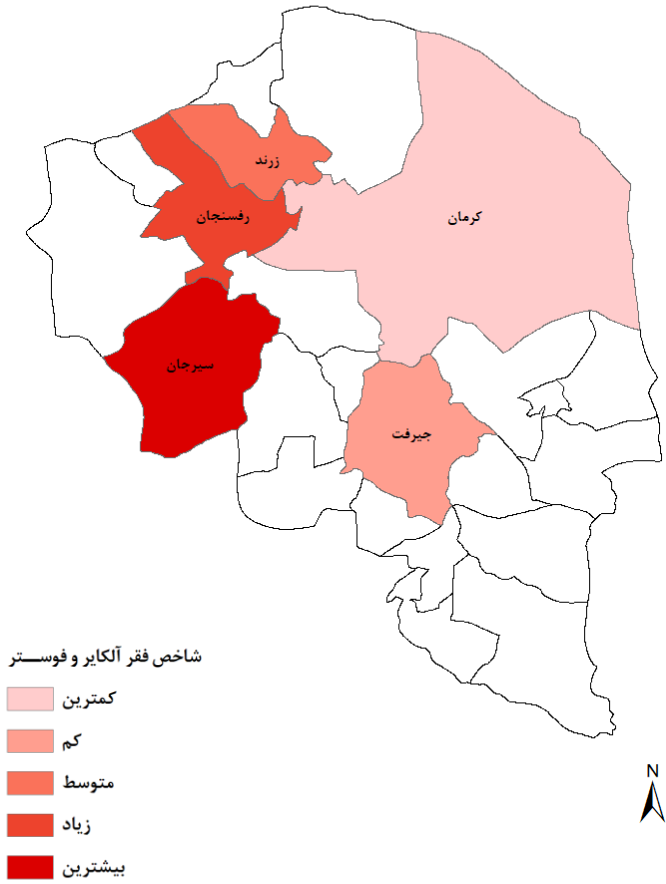 زرند
رفسنجان
کرمان
سیرجان
جیرفت
شاخص فقر آلکایر و فوستر
کمترین
کم
متوسط
زیاد
بیشترین
N